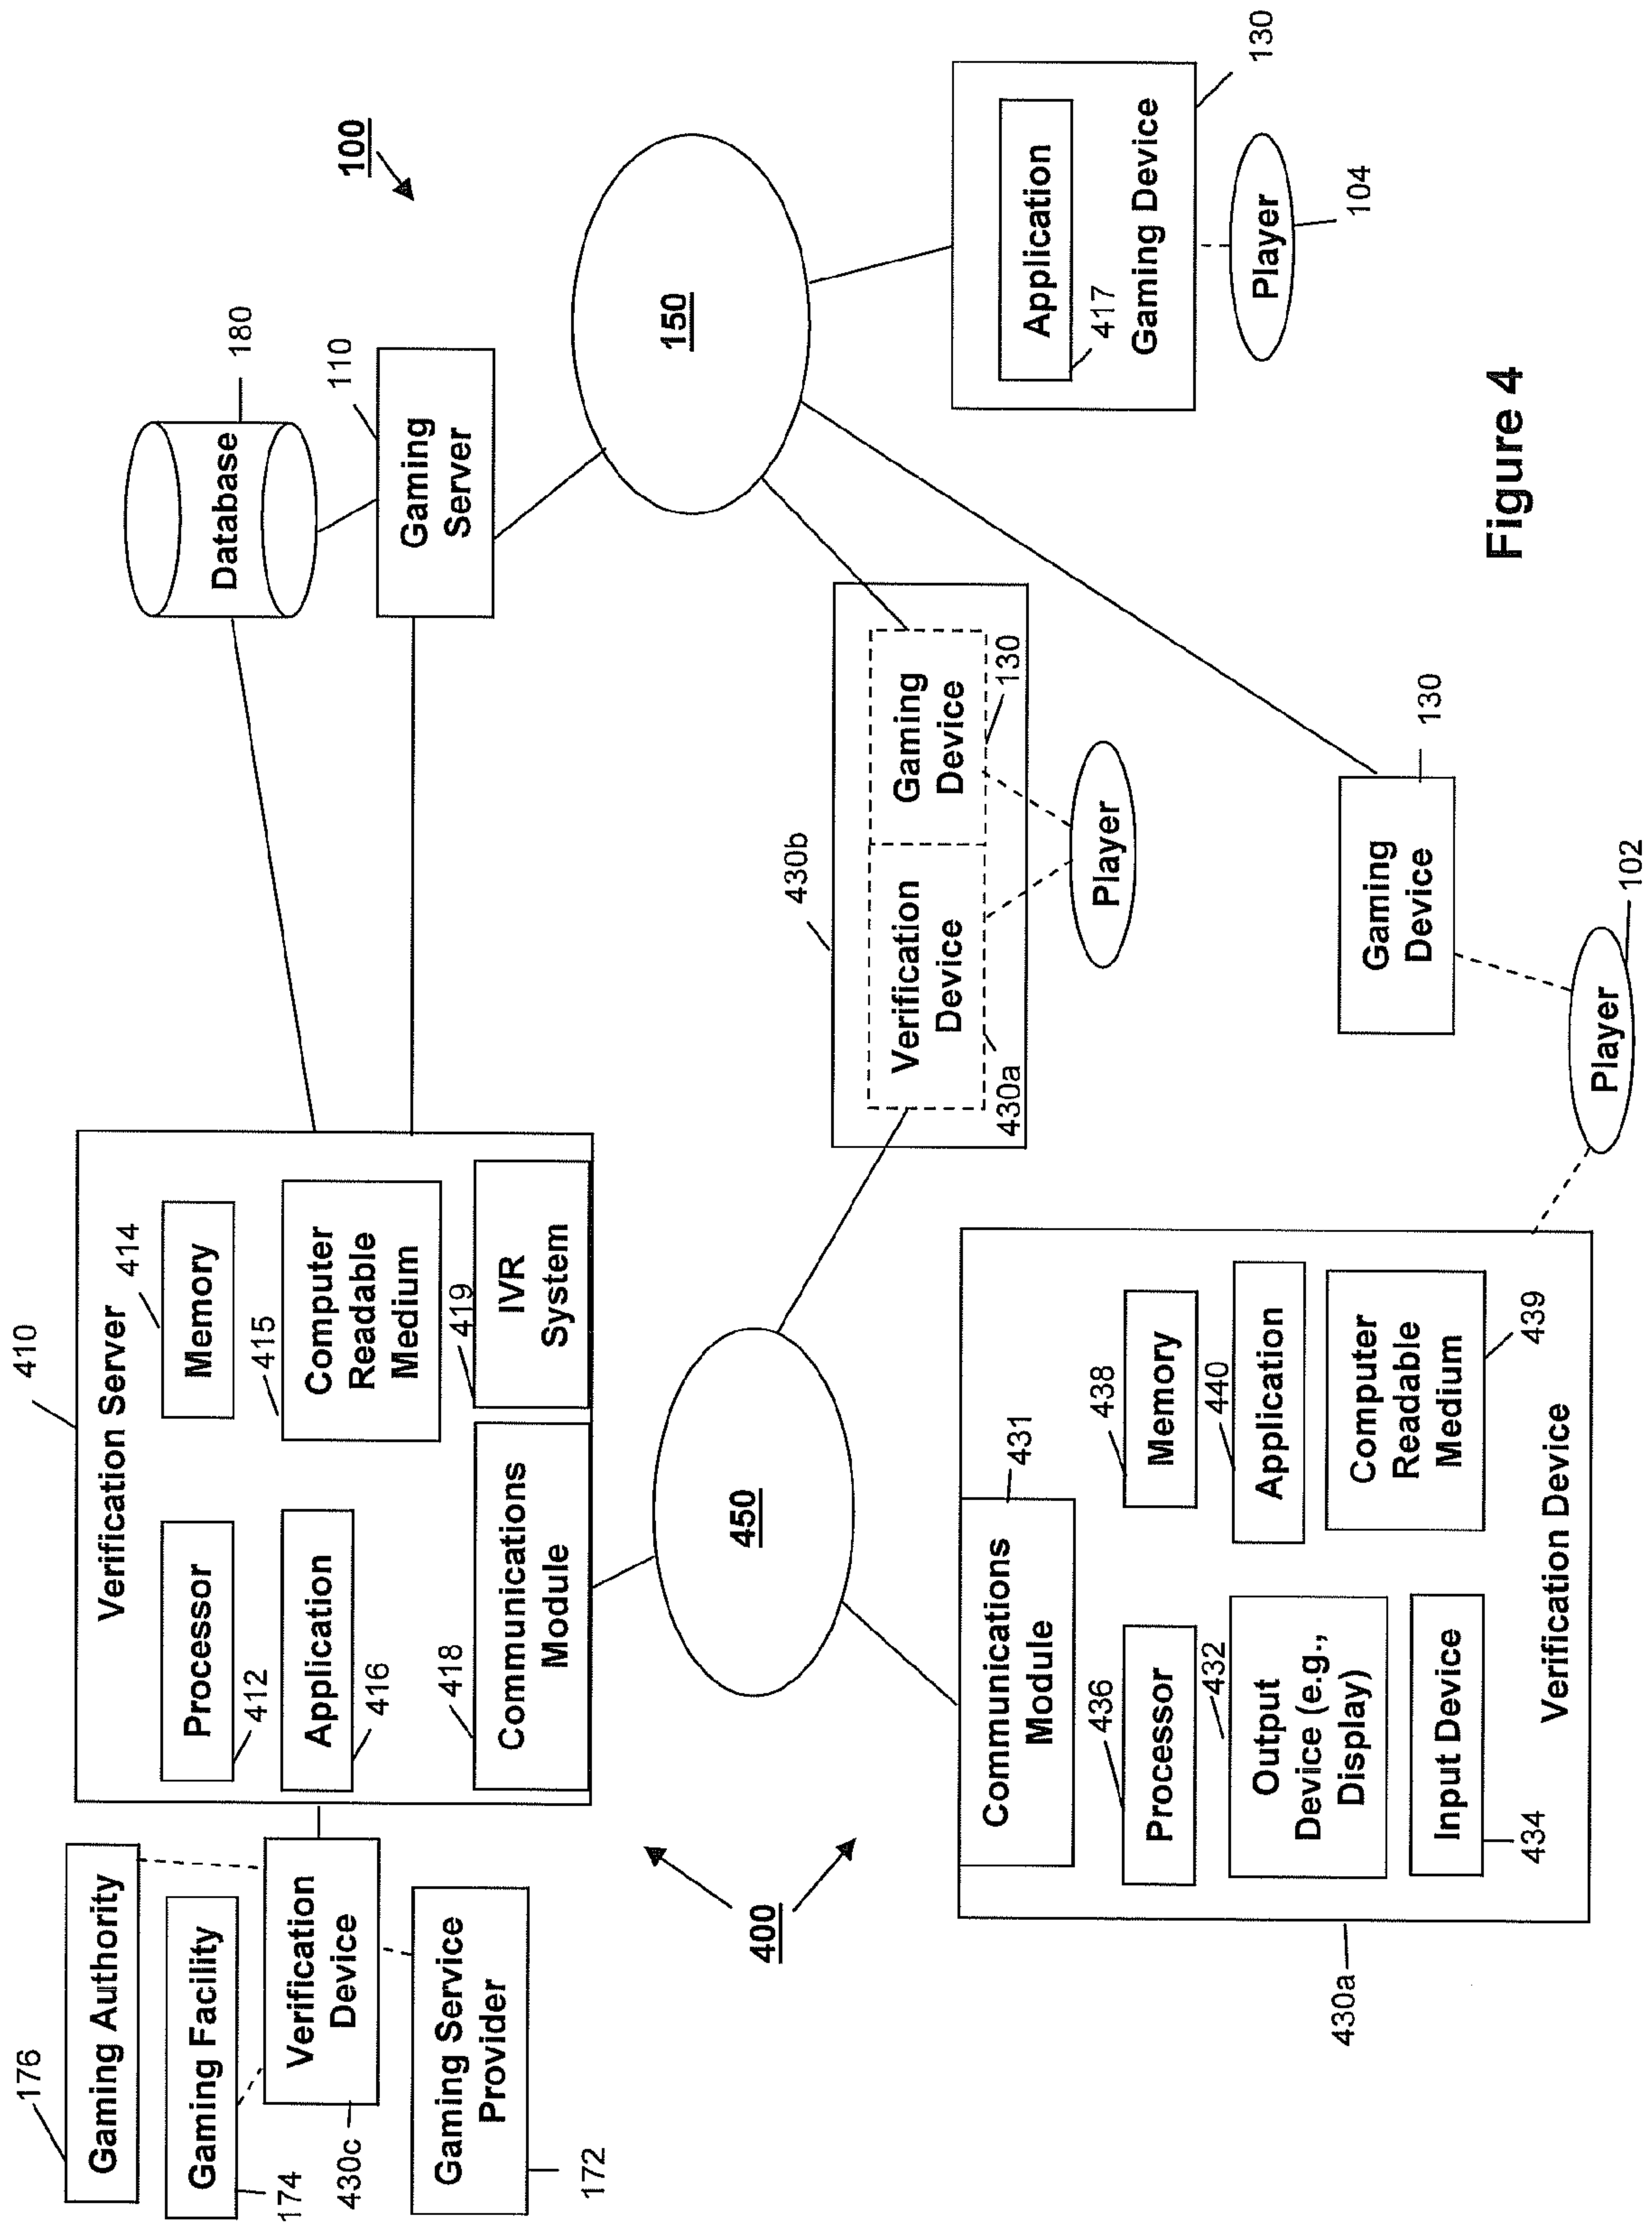 176
Gaming Authority
Gaming Facility
174
Verification
Device
430c
Gaming Service
Provider
172
410
Verification Server
Processor
412
Memory
414
Application
416
415
Computer
Readable
Medium
418
Communications
Module
419
IVR
System
Database
180
110
Gaming
Server
100
150
Application
417
Gaming Device
130
Player
104
400
450
430b
Verification
Device
430a
Gaming
Device
130
Player
Communications
Module
431
436
Processor
438
Memory
432
Output
Device (e.g.,
Display)
440
Application
Input Device
434
Computer
Readable
Medium
439
Verification Device
430a
Gaming
Device
130
Player
102
Figure 4